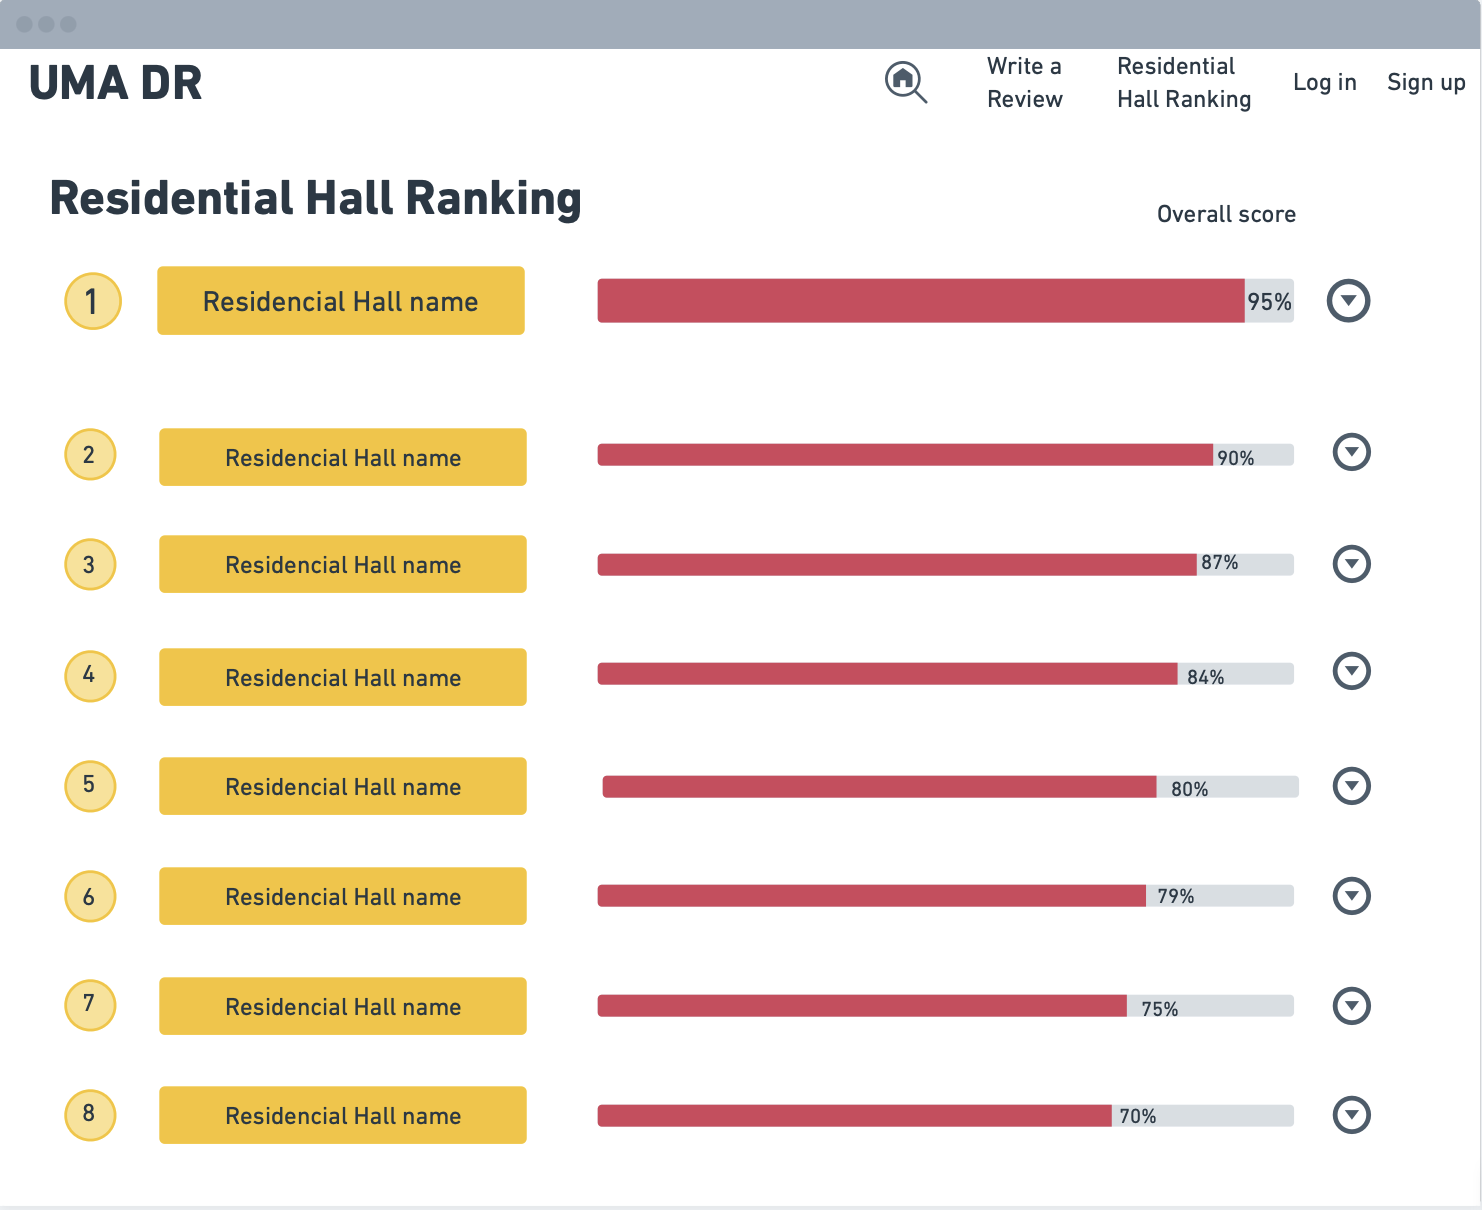 UMA DR
Write a
Review
Residential
Hall Ranking
Log in
Sign up
Residential Hall Ranking
Overall score
1 Residencial Hall name 95%
2 Residencial Hall name 90%
3 Residencial Hall name 87%
4 Residencial Hall name 84%
5 Residencial Hall name 80%
6 Residencial Hall name 79%
7 Residencial Hall name 75%
8 Residencial Hall name 70%